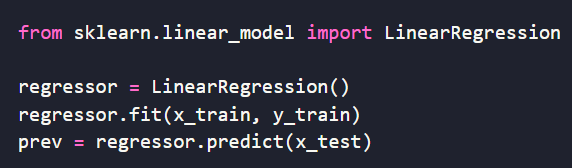 from sklearn.linear_model import LinearRegression
regressor = LinearRegression()
regressor.fit(x_train, y_train)
prev = regressor.predict(x_test)